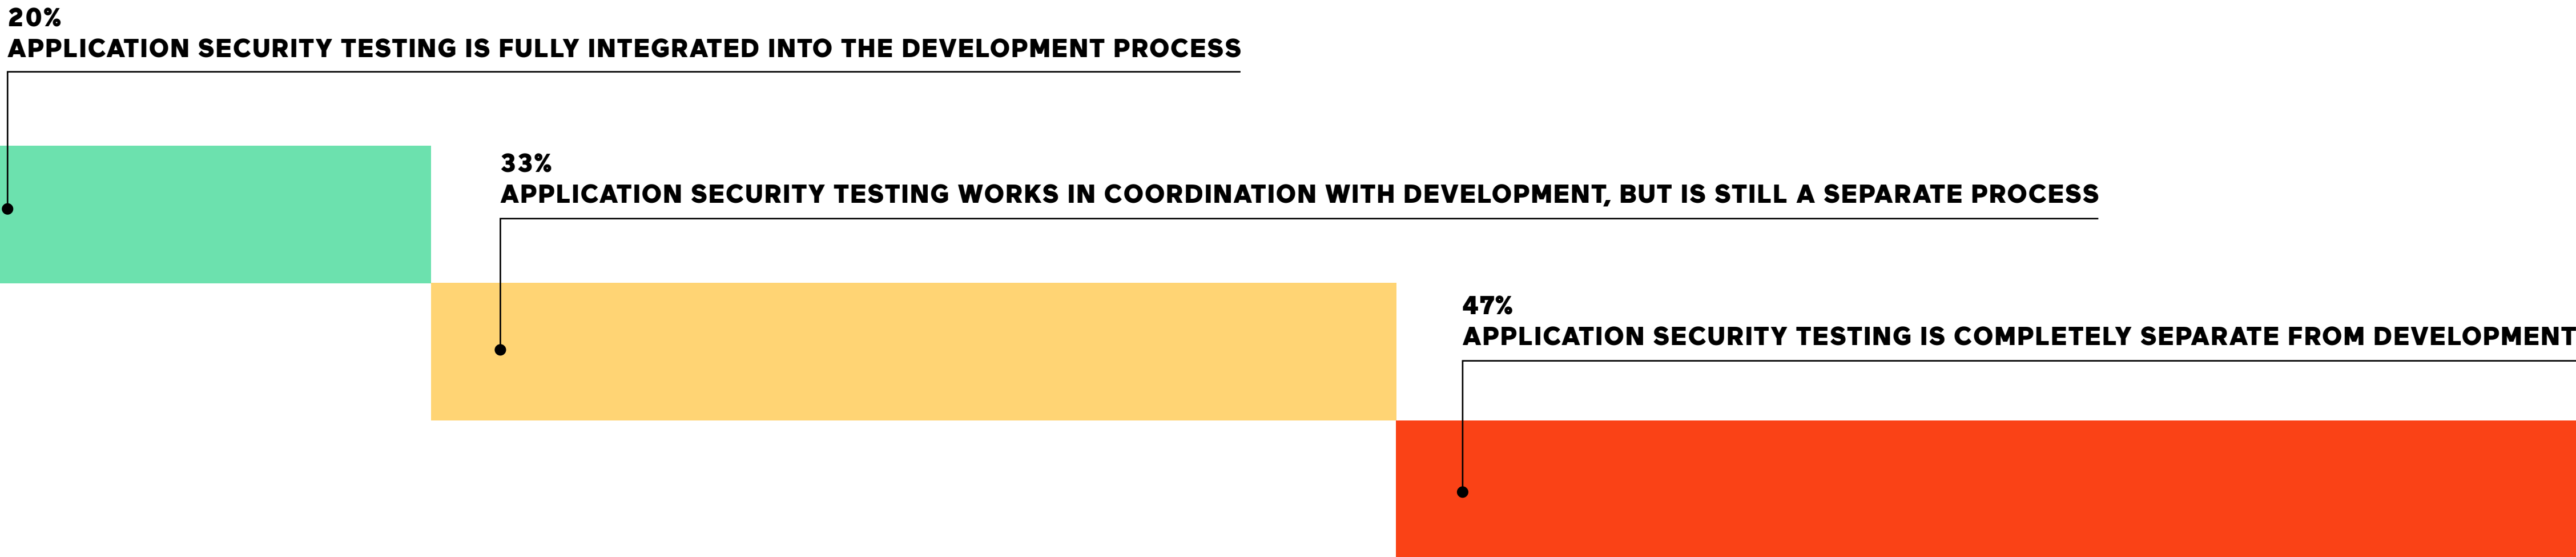 20%
APPLICATION SECURITY TESTING IS FULLY INTEGRATED INTO THE DEVELOPMENT PROCESS
33%
APPLICATION SECURITY TESTING WORKS IN COORDINATION WITH DEVELOPMENT, BUT IS STILL A SEPARATE PROCESS
47%
APPLICATION SECURITY TESTING IS COMPLETELY SEPARATE FROM DEVELOPMENT